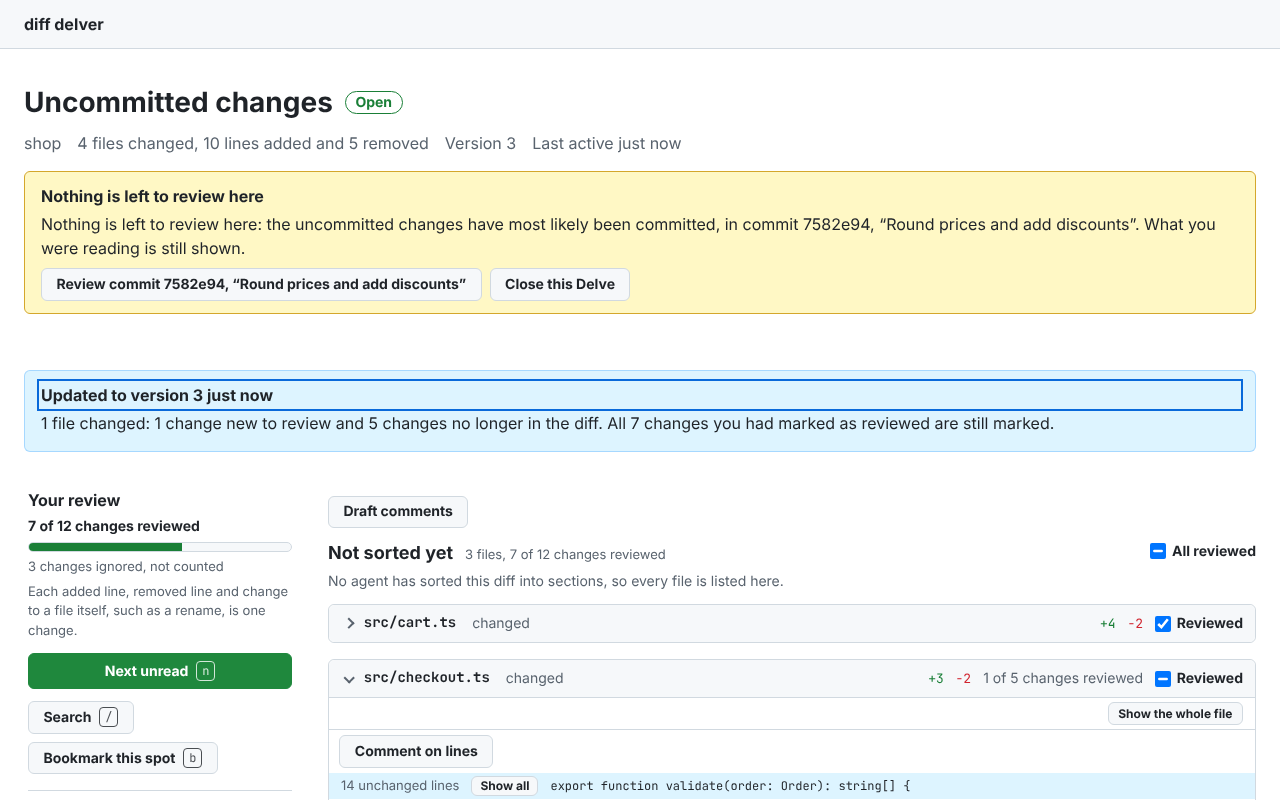 diff delver
Uncommitted changes Open
shop 4 files changed, 10 lines added and 5 removed Version 3 Last active just now
Nothing is left to review here
Nothing is left to review here: the uncommitted changes have most likely been committed, in commit 7582e94, “Round prices and add discounts”. What you
were reading is still shown.
Review commit 7582e94, “Round prices and add discounts” Close this Delve
Updated to version 3 just now
1 file changed: 1 change new to review and 5 changes no longer in the diff. All 7 changes you had marked as reviewed are still marked.
Your review
7 of 12 changes reviewed
3 changes ignored, not counted
Each added line, removed line and change
to a file itself, such as a rename, is one
change.
Next unread n
Search /
Bookmark this spot b
Draft comments
Not sorted yet 3 files, 7 of 12 changes reviewed All reviewed
No agent has sorted this diff into sections, so every file is listed here.
src/cart.ts changed +4 -2 Reviewed
src/checkout.ts changed +3 -2 1 of 5 changes reviewed Reviewed
Show the whole file
Comment on lines
14 unchanged lines Show all export function validate(order: Order): string[] {